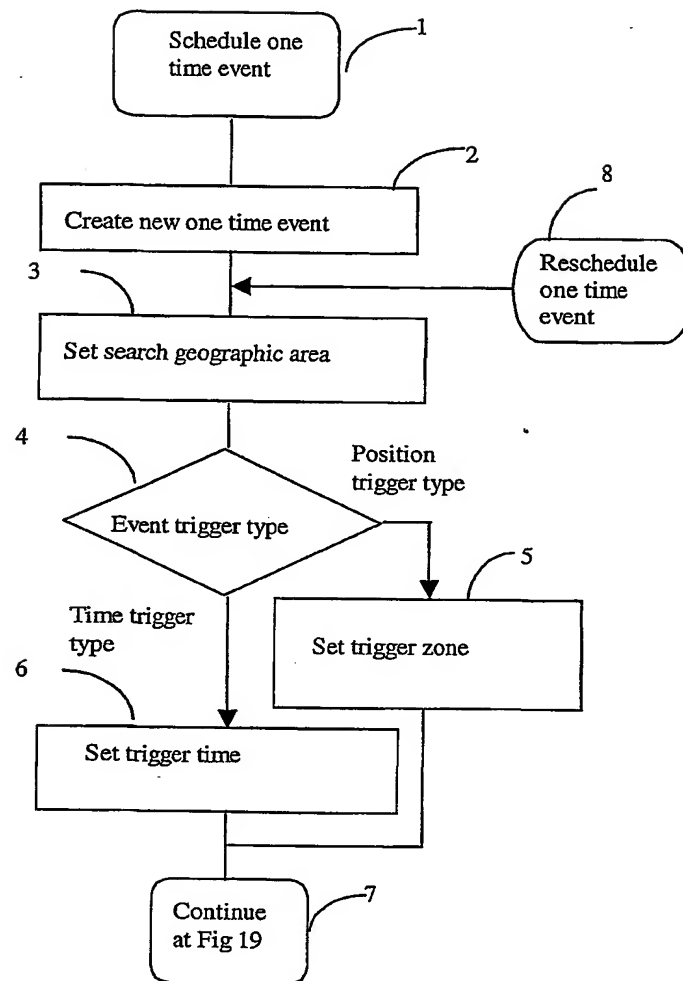 Schedule one
time event
1
2
Create new one time event
8
Reschedule
one time
event
3
Set search geographic area
4
Position
trigger type
Event trigger type
5
Time trigger
type
Set trigger zone
6
Set trigger time
7
Continue
at Fig 19